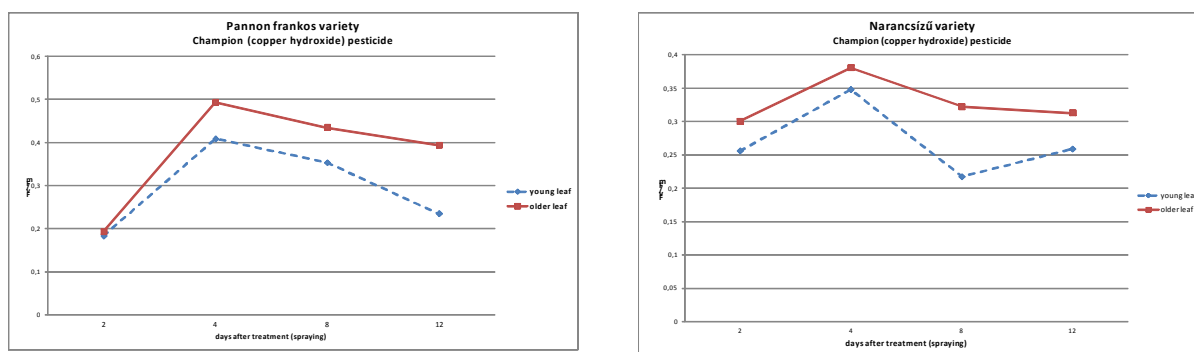 Pannon frankos variety
Champion (copper hydroxide) pesticide
0,6
0,5
0,4
0,3
0,2
0,1
0
2 4 8 12
days after treatment (spraying)
young leaf
older leaf
Narancsízű variety
Champion (copper hydroxide) pesticide
0,4
0,35
0,3
0,25
0,2
0,15
0,1
0,05
0
2 4 8 12
days after treatment (spraying)
young leaf
older leaf